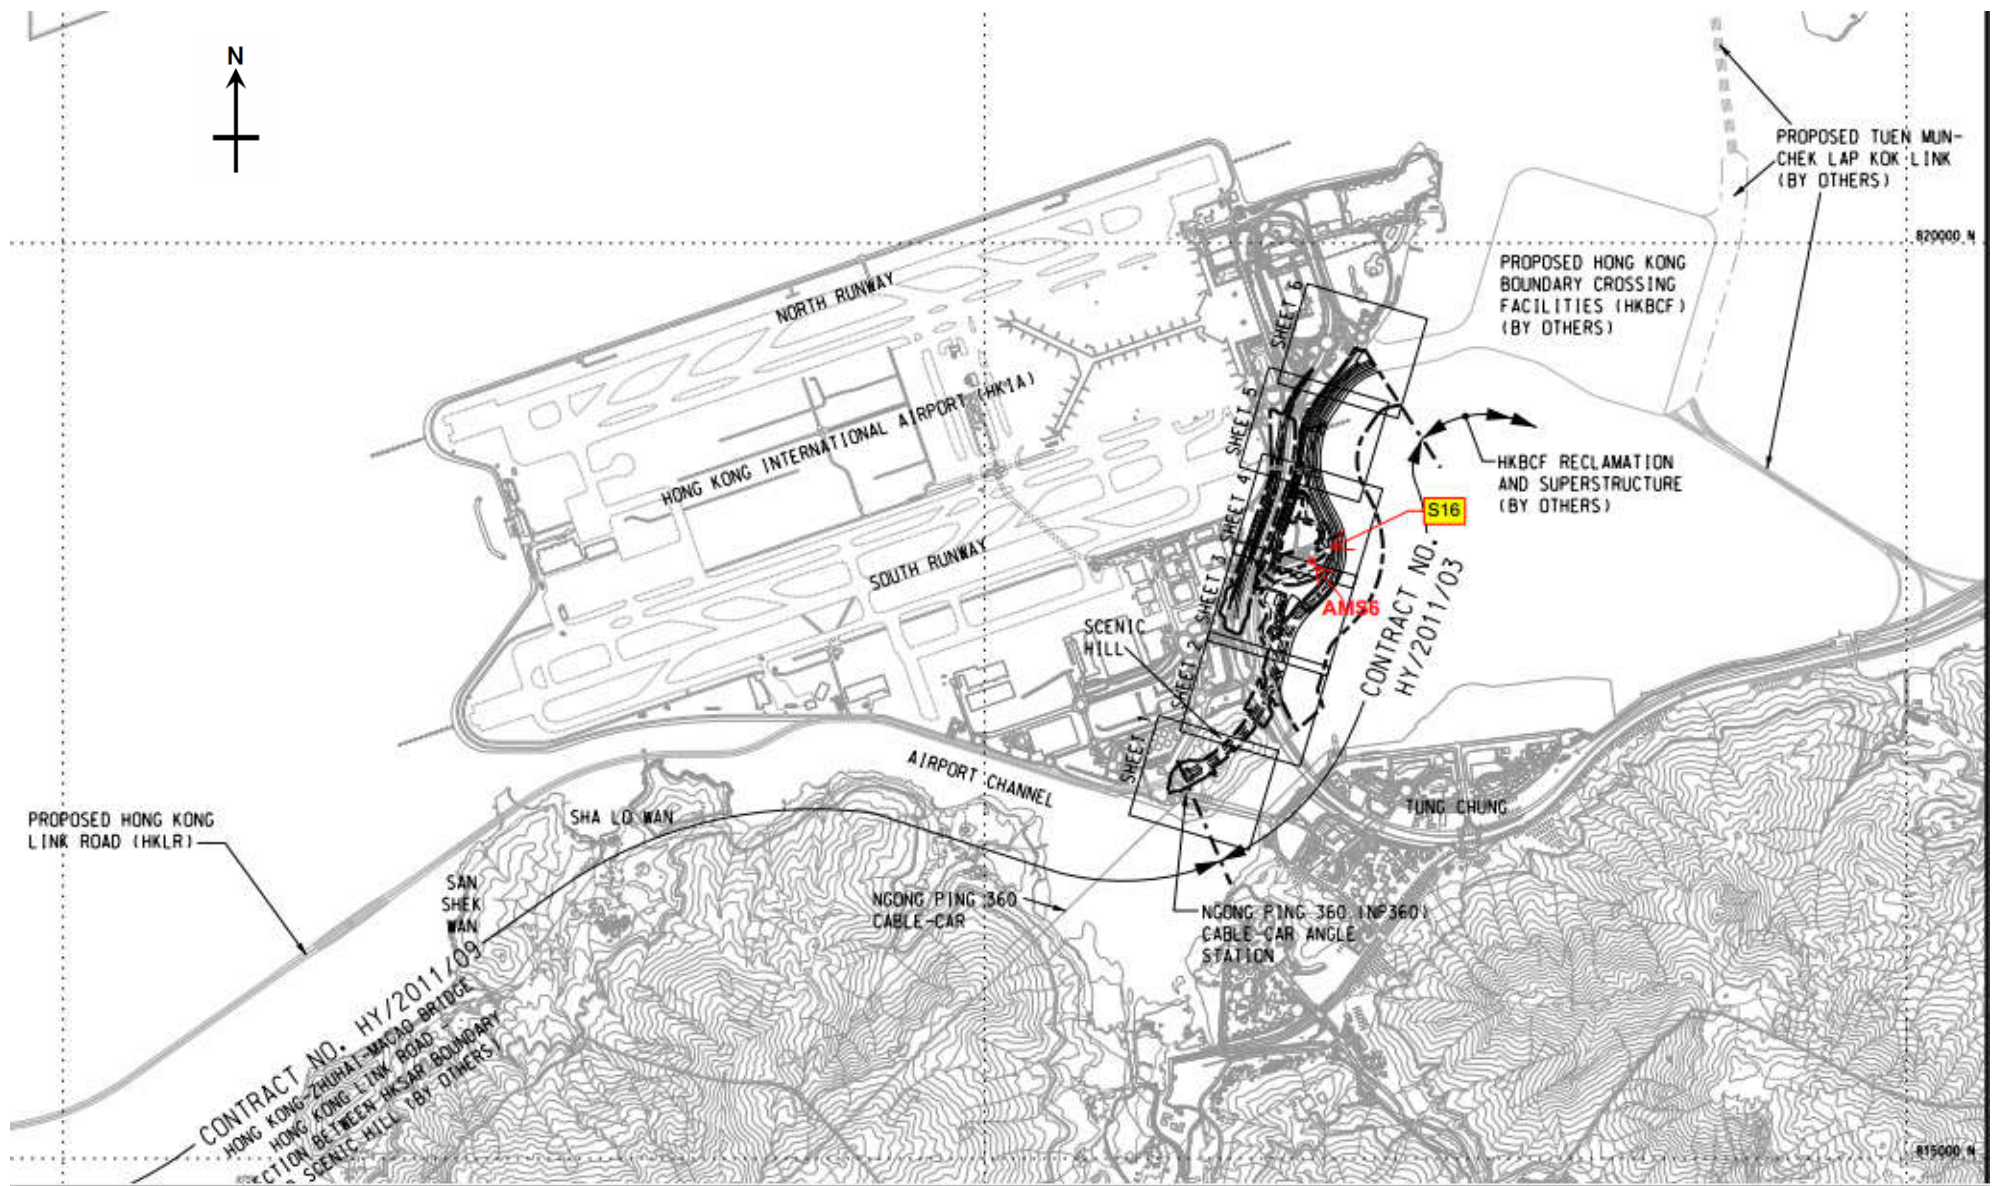 N
PROPOSED TUEN MUN-
CHEK LAP KOK LINK
(BY OTHERS)
820000 N
PROPOSED HONG KONG
BOUNDARY CROSSING
FACILITIES (HKBCF)
(BY OTHERS)
NORTH RUNWAY
SHEET 6
HONG KONG INTERNATIONAL AIRPORT (HKIA)
SHEET 5
HKBCF RECLAMATION
AND SUPERSTRUCTURE
(BY OTHERS)
SHEET 4
S16
SOUTH RUNWAY
SHEET 3
AMS6
CONTRACT NO.
HY/2011/03
SCENIC
HILL
SHEET 2
SHEET 1
AIRPORT CHANNEL
TUNG CHUNG
SHA LO WAN
PROPOSED HONG KONG
LINK ROAD (HKLR)
SAN
SHEK
WAN
NGONG PING 360
CABLE-CAR
NGONG PING 360 (NP360)
CABLE-CAR ANGLE
STATION
CONTRACT NO. HY/2011/09
HONG KONG-ZHUHAI-MACAO BRIDGE
HONG KONG LINK ROAD -
SECTION BETWEEN HKSAR BOUNDARY
SCENIC HILL (BY OTHERS)
815000 N